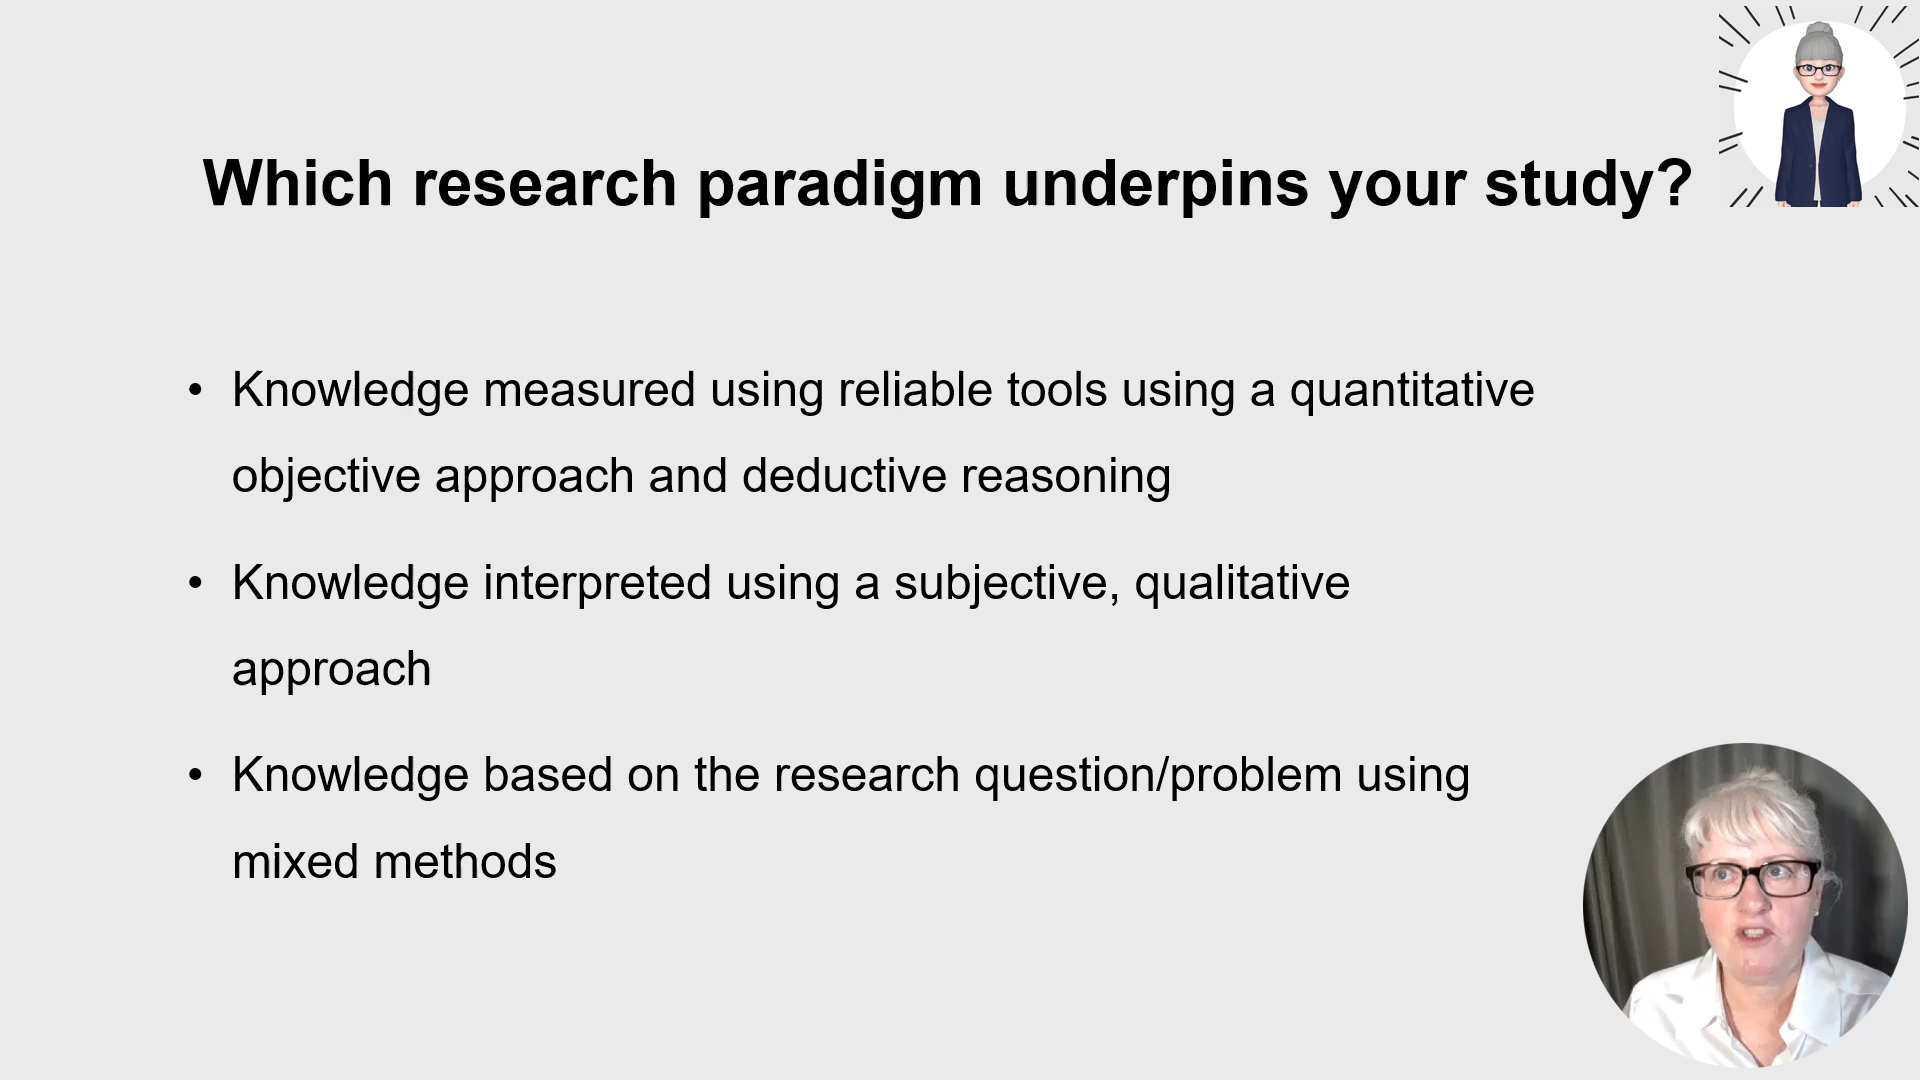 Which research paradigm underpins your study?
• Knowledge measured using reliable tools using a quantitative
objective approach and deductive reasoning
• Knowledge interpreted using a subjective, qualitative
approach
• Knowledge based on the research question/problem using
mixed methods